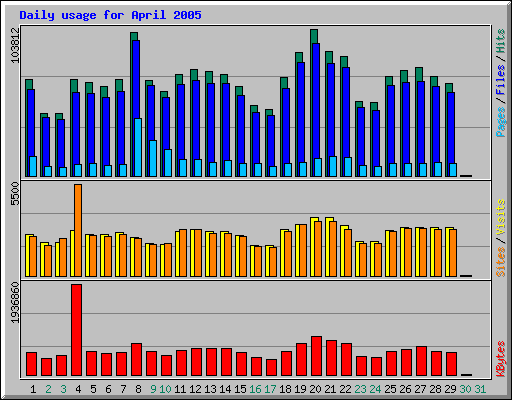 Daily usage for April 2005
103812
Pages / Files / Hits
5500
Sites / Visits
1936860
KBytes
1 2 3 4 5 6 7 8 9 10 11 12 13 14 15 16 17 18 19 20 21 22 23 24 25 26 27 28 29 30 31